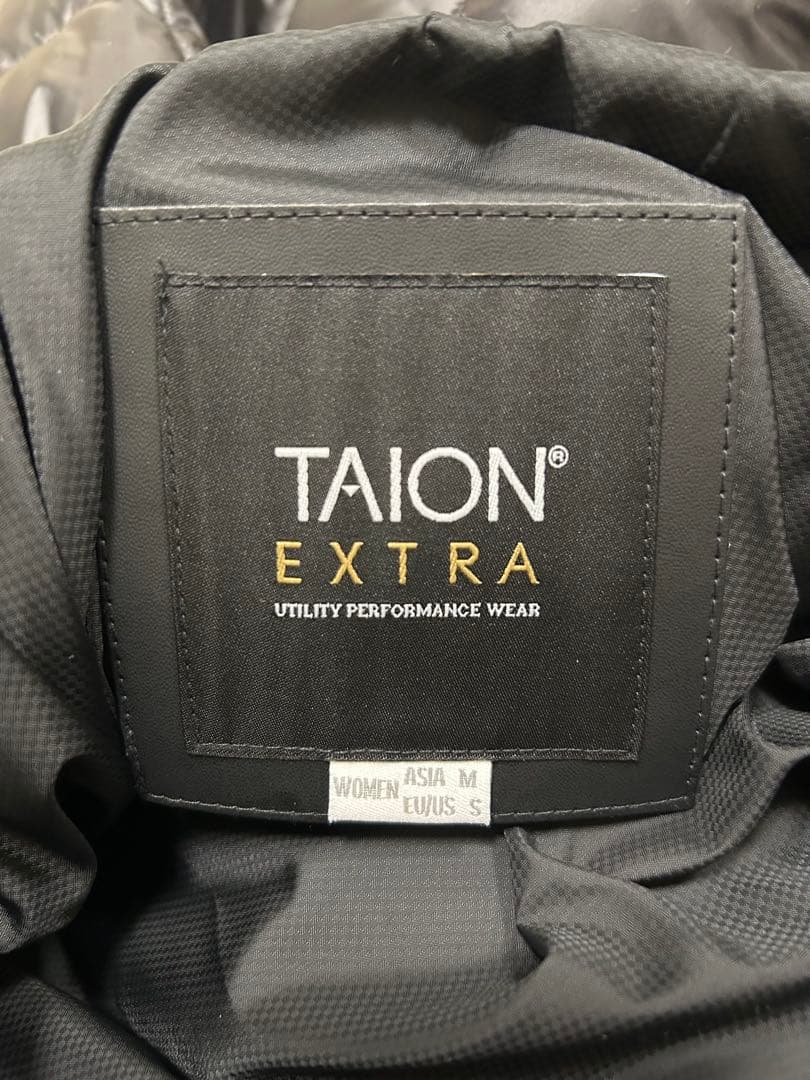 TAION®
EXTRA
UTILITY PERFORMANCE WEAR
WOMEN ASIA M
EU/US S